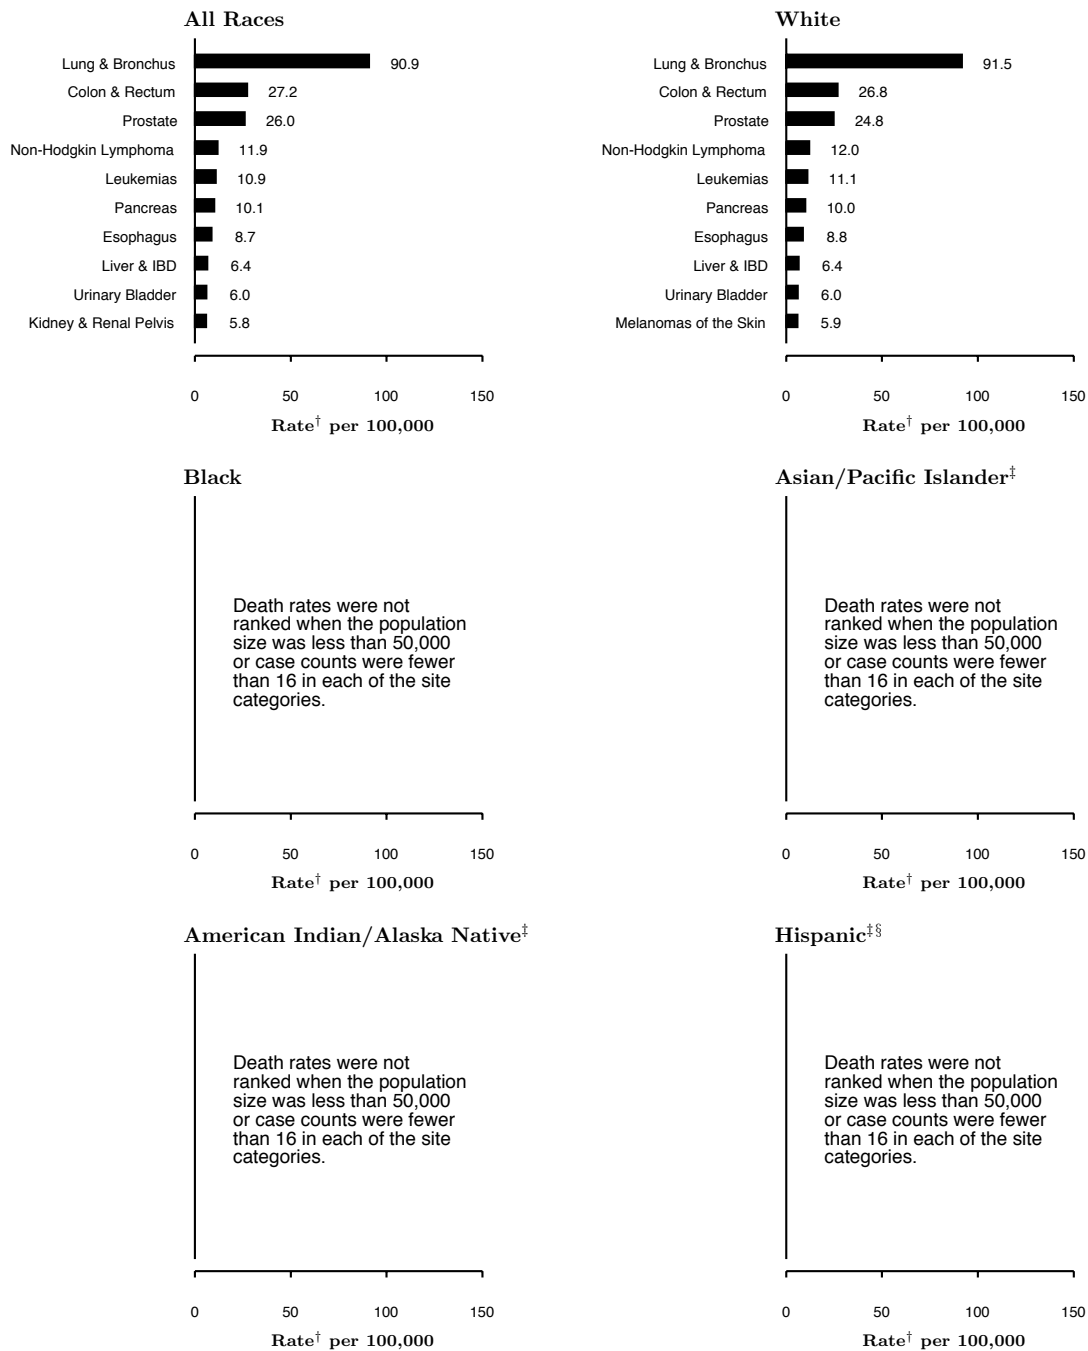 All Races
Lung & Bronchus 90.9
Colon & Rectum 27.2
Prostate 26.0
Non-Hodgkin Lymphoma 11.9
Leukemias 10.9
Pancreas 10.1
Esophagus 8.7
Liver & IBD 6.4
Urinary Bladder 6.0
Kidney & Renal Pelvis 5.8
0 50 100 150
Rate† per 100,000
White
Lung & Bronchus 91.5
Colon & Rectum 26.8
Prostate 24.8
Non-Hodgkin Lymphoma 12.0
Leukemias 11.1
Pancreas 10.0
Esophagus 8.8
Liver & IBD 6.4
Urinary Bladder 6.0
Melanomas of the Skin 5.9
0 50 100 150
Rate† per 100,000
Black
Death rates were not
ranked when the population
size was less than 50,000
or case counts were fewer
than 16 in each of the site
categories.
0 50 100 150
Rate† per 100,000
Asian/Pacific Islander‡
Death rates were not
ranked when the population
size was less than 50,000
or case counts were fewer
than 16 in each of the site
categories.
0 50 100 150
Rate† per 100,000
American Indian/Alaska Native‡
Death rates were not
ranked when the population
size was less than 50,000
or case counts were fewer
than 16 in each of the site
categories.
0 50 100 150
Rate† per 100,000
Hispanic‡§
Death rates were not
ranked when the population
size was less than 50,000
or case counts were fewer
than 16 in each of the site
categories.
0 50 100 150
Rate† per 100,000